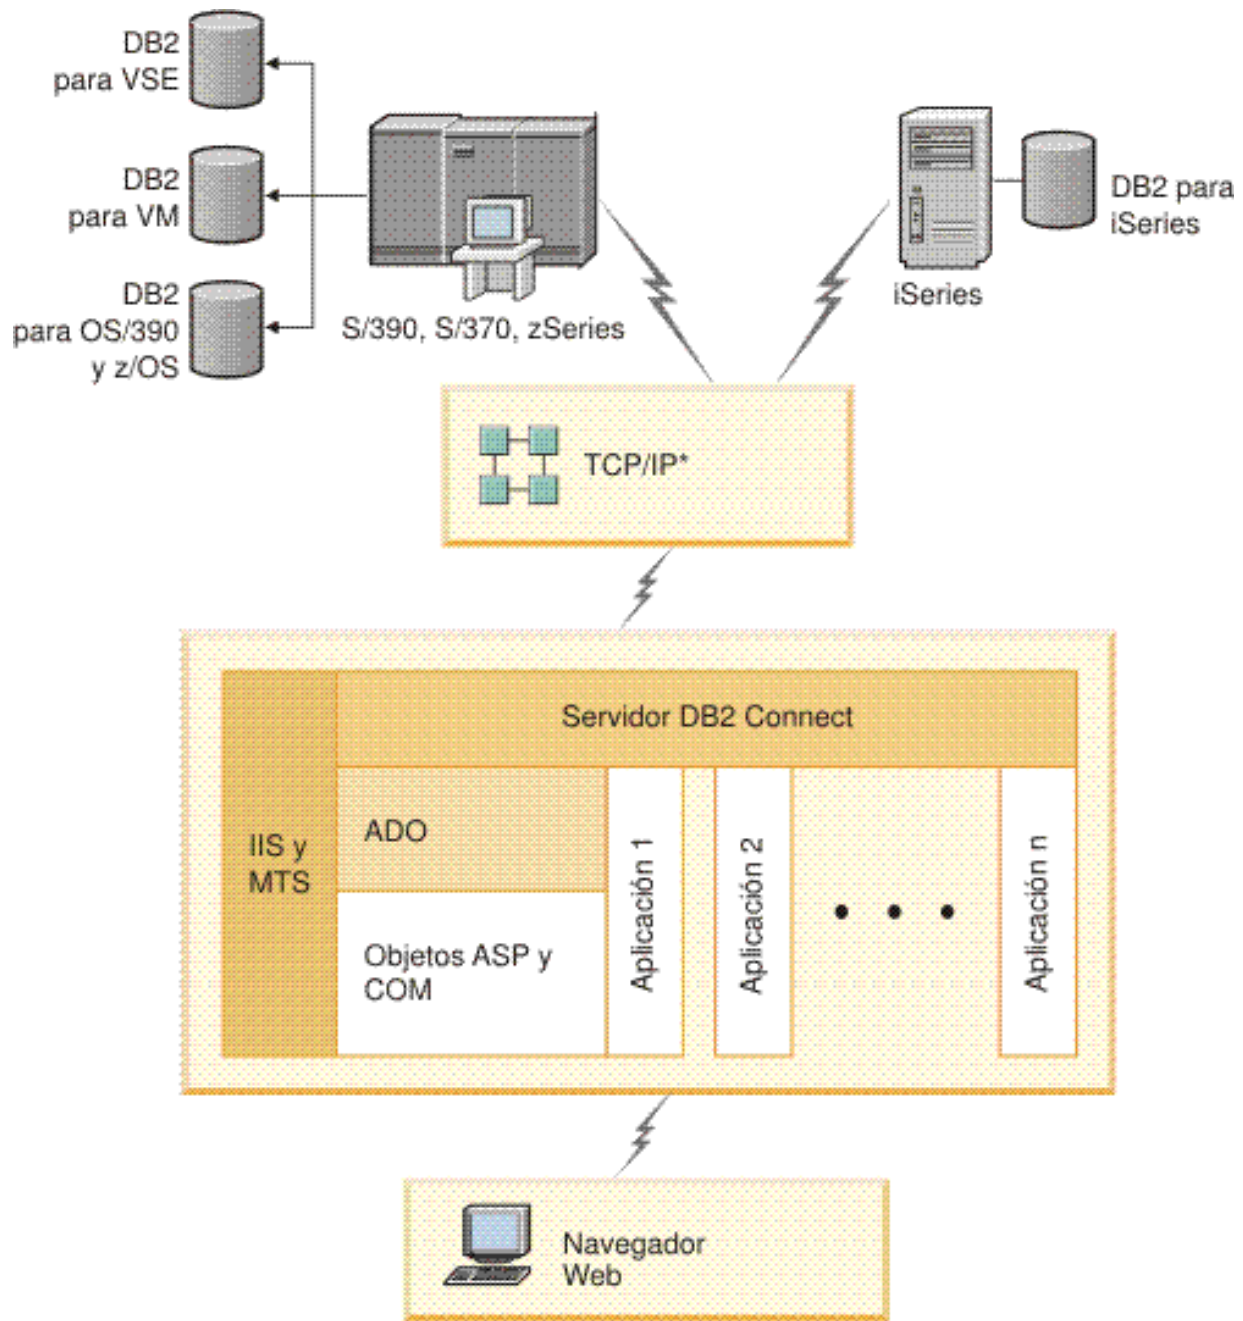 DB2
para VSE
DB2
para VM
DB2
para OS/390
y z/OS
S/390, S/370, zSeries
iSeries
DB2 para
iSeries
TCP/IP*
Servidor DB2 Connect
IIS y
MTS
ADO
Objetos ASP y
COM
Aplicación 1
Aplicación 2
Aplicación n
Navegador
Web